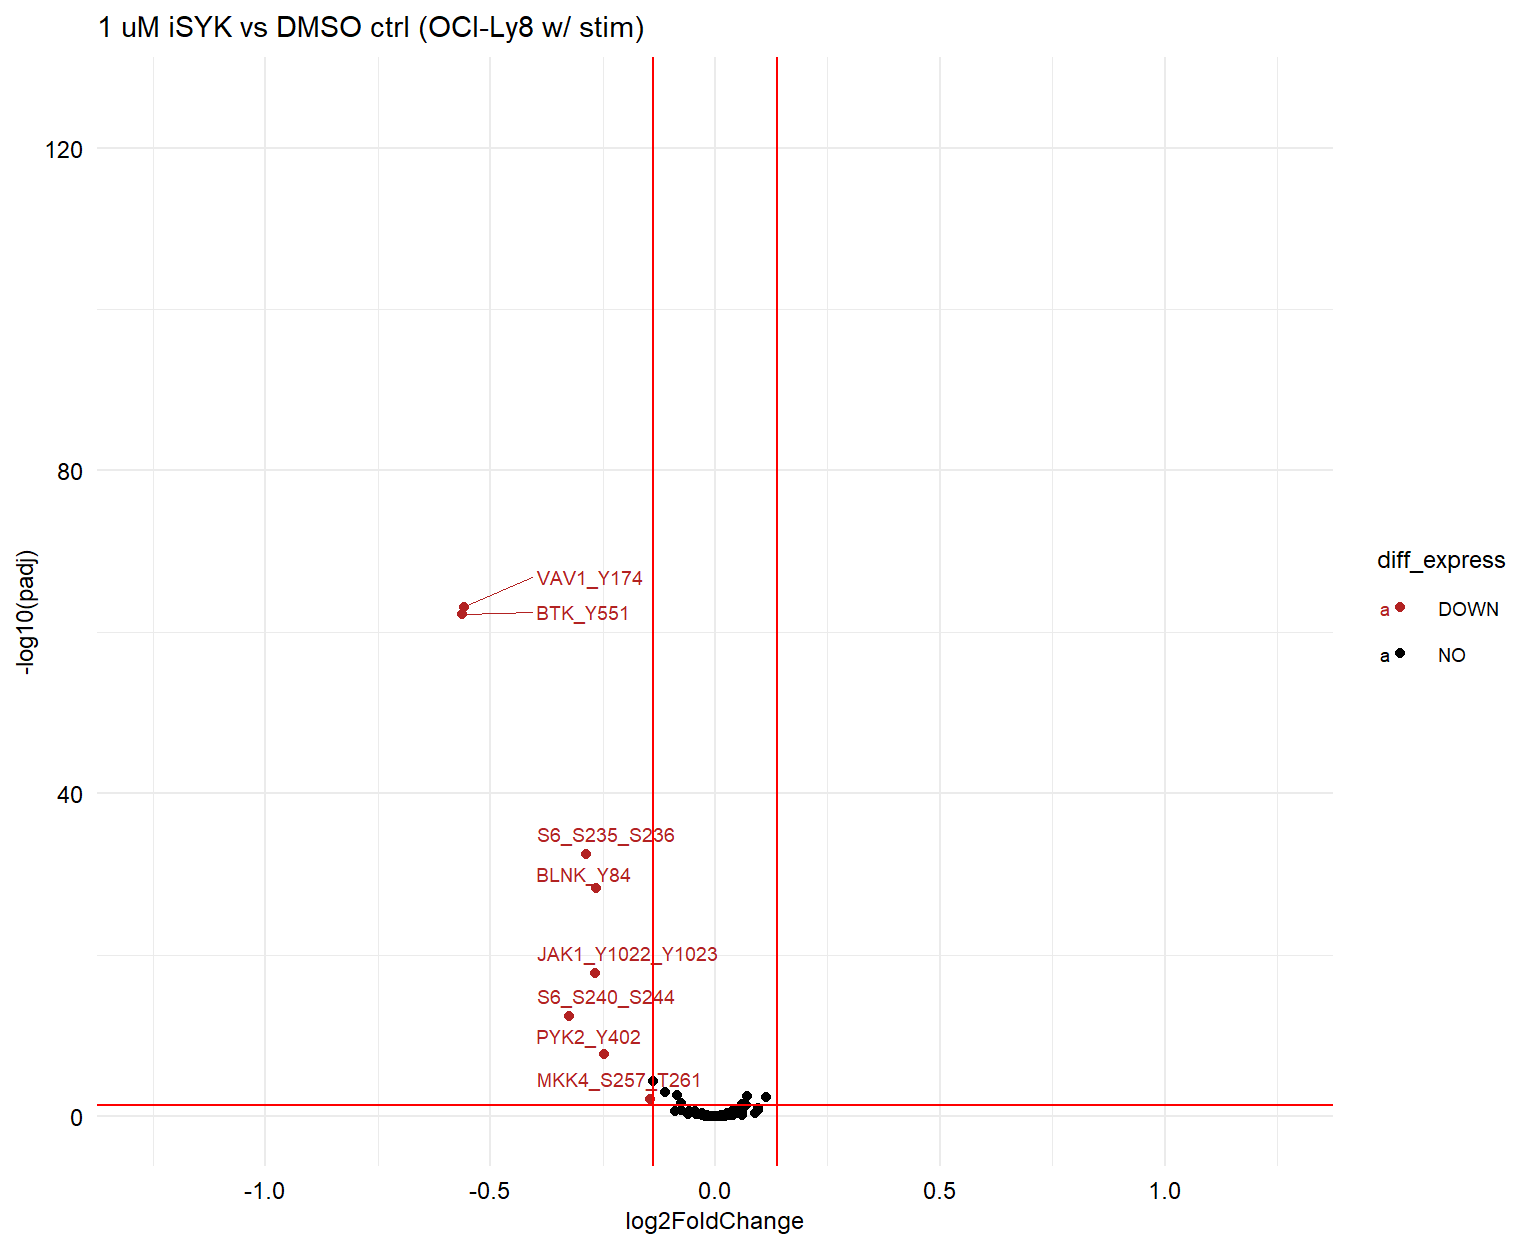 1 uM iSYK vs DMSO ctrl (OCI-Ly8 w/ stim)
120
80
40
0
-log10(padj)
VAV1_Y174
BTK_Y551
S6_S235_S236
BLNK_Y84
JAK1_Y1022_Y1023
S6_S240_S244
PYK2_Y402
MKK4_S257_T261
-1.0
-0.5
0.0
0.5
1.0
log2FoldChange
diff_express
a DOWN
a NO